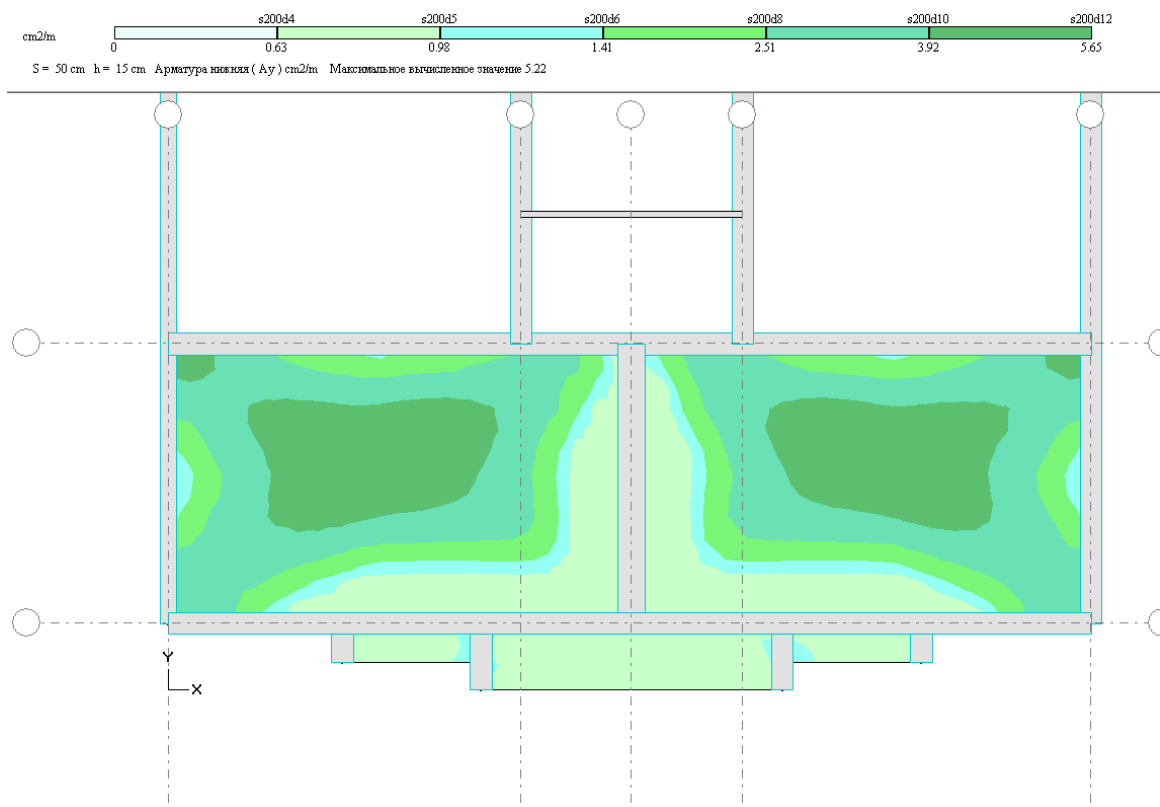 s200d4 s200d5 s200d6 s200d8 s200d10 s200d12
cm2/m
0 0.63 0.98 1.41 2.51 3.92 5.65
S = 50 cm h = 15 cm Арматура нижняя ( Ay ) cm2/m Максимальное вычисленное значение 5.22
Y
X